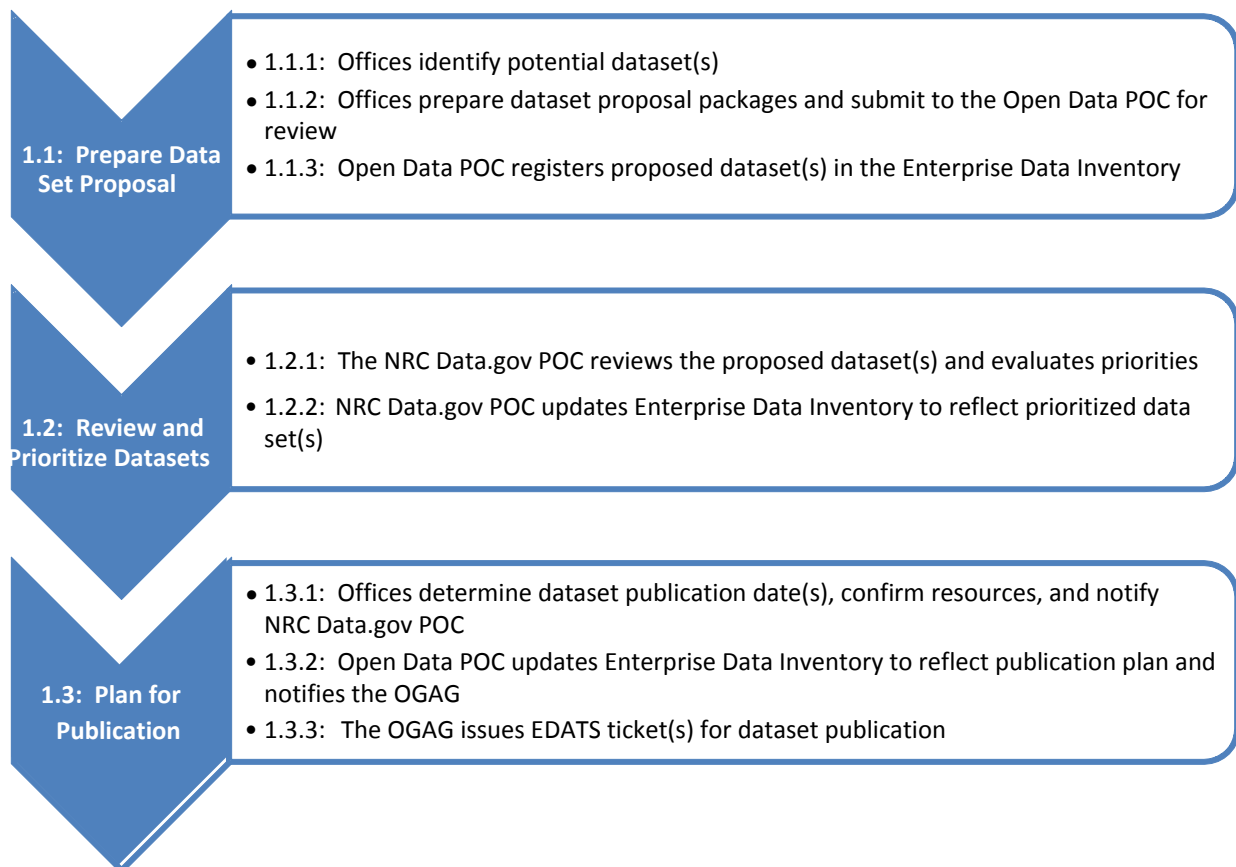 1.1: Prepare Data
Set Proposal
• 1.1.1: Offices identify potential dataset(s)
• 1.1.2: Offices prepare dataset proposal packages and submit to the Open Data POC for
review
• 1.1.3: Open Data POC registers proposed dataset(s) in the Enterprise Data Inventory
1.2: Review and
Prioritize Datasets
• 1.2.1: The NRC Data.gov POC reviews the proposed dataset(s) and evaluates priorities
• 1.2.2: NRC Data.gov POC updates Enterprise Data Inventory to reflect prioritized data
set(s)
1.3: Plan for
Publication
• 1.3.1: Offices determine dataset publication date(s), confirm resources, and notify
NRC Data.gov POC
• 1.3.2: Open Data POC updates Enterprise Data Inventory to reflect publication plan and
notifies the OGAG
• 1.3.3: The OGAG issues EDATS ticket(s) for dataset publication